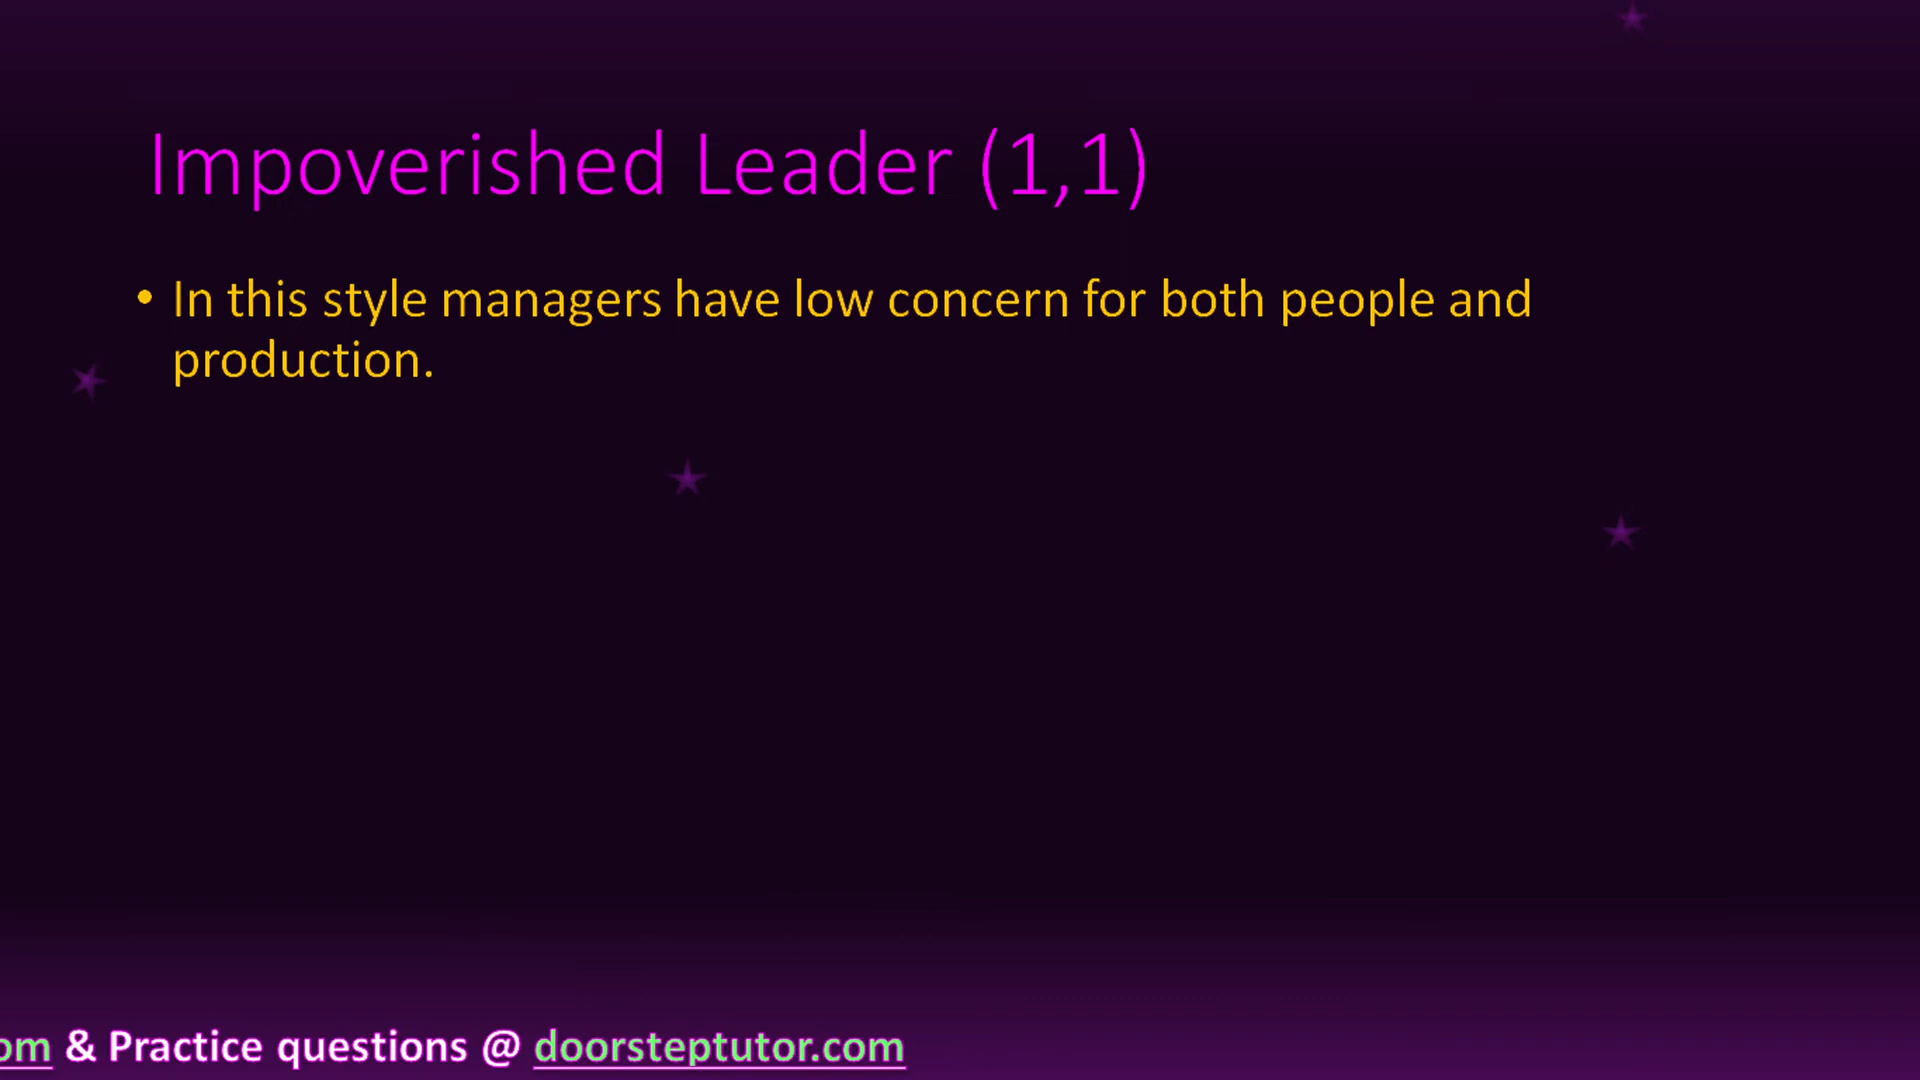 Impoverished Leader (1,1)
• In this style managers have low concern for both people and
production.
om & Practice questions @ doorsteptutor.com